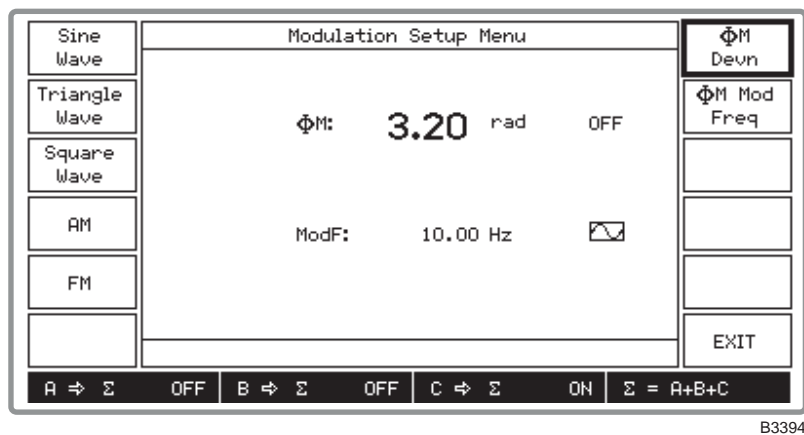 Sine
Wave
Triangle
Wave
Square
Wave
AM
FM
Modulation Setup Menu
ΦM: 3.20 rad OFF
ModF: 10.00 Hz
ΦM
Devn
ΦM Mod
Freq
EXIT
A ⇨ Σ OFF B ⇨ Σ OFF C ⇨ Σ ON Σ = A+B+C
B3394